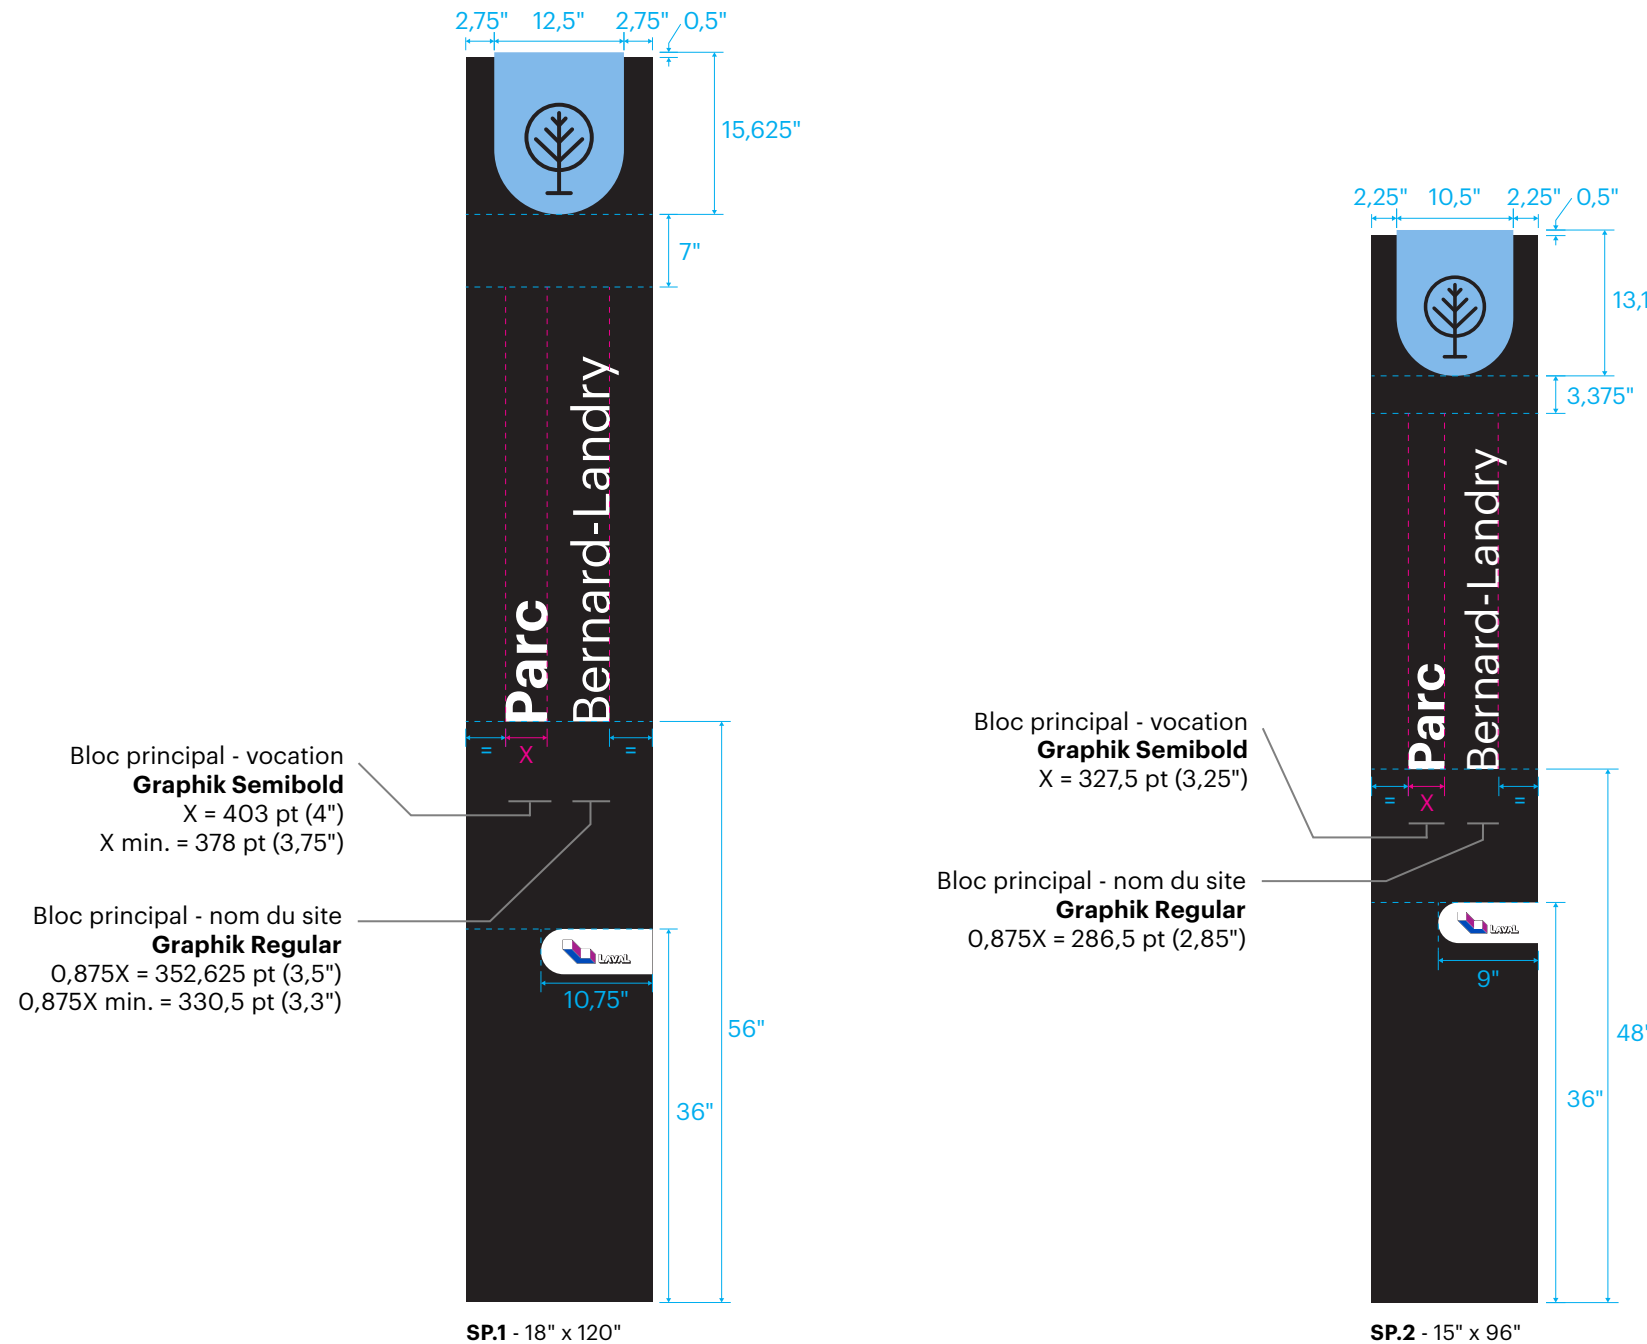 2,75" 12,5" 2,75" 0,5"
15,625"
7"
Parc
Bernard-Landry
= X =
Bloc principal - vocation
Graphik Semibold
X = 403 pt (4")
X min. = 378 pt (3,75")
Bloc principal - nom du site
Graphik Regular
0,875X = 352,625 pt (3,5")
0,875X min. = 330,5 pt (3,3")
LAVAL
10,75"
56"
36"
SP.1 - 18" x 120"
2,25" 10,5" 2,25" 0,5"
13,1
3,375"
Parc
Bernard-Landry
= X =
Bloc principal - vocation
Graphik Semibold
X = 327,5 pt (3,25")
Bloc principal - nom du site
Graphik Regular
0,875X = 286,5 pt (2,85")
LAVAL
9"
48'
36"
SP.2 - 15" x 96"